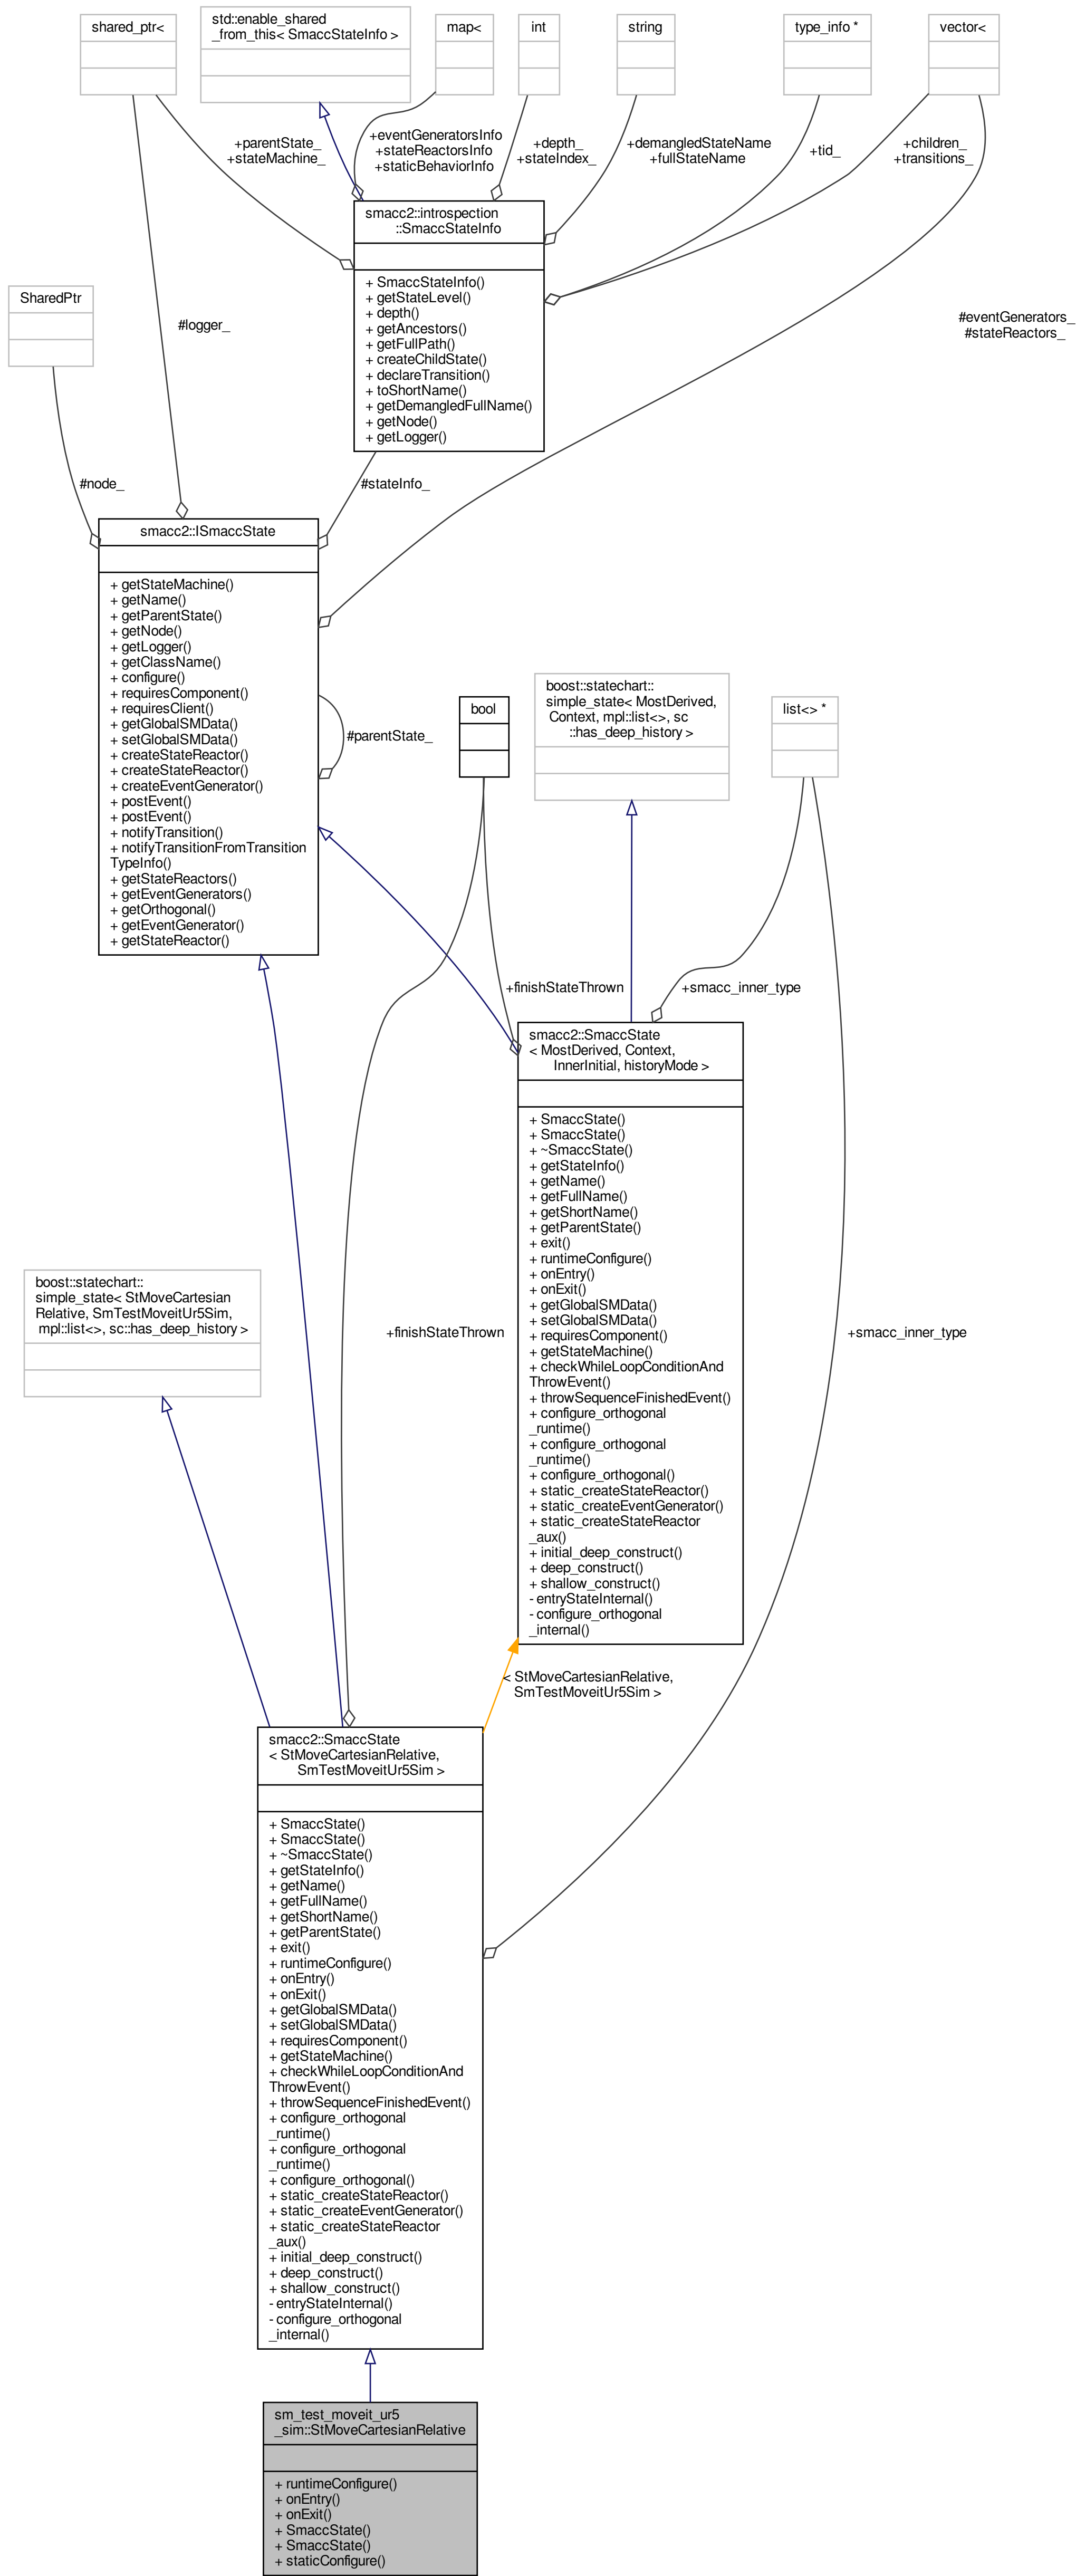 shared_ptr<
std::enable_shared
_from_this< SmaccStateInfo >
map<
int
string
type_info *
vector<
+parentState_
+stateMachine_
+eventGeneratorsInfo
+stateReactorsInfo
+staticBehaviorInfo
+depth_
+stateIndex_
+demangledStateName
+fullStateName
+tid_
+children_
+transitions_
smacc2::introspection
::SmaccStateInfo
+ SmaccStateInfo()
+ getStateLevel()
+ depth()
+ getAncestors()
+ getFullPath()
+ createChildState()
+ declareTransition()
+ toShortName()
+ getDemangledFullName()
+ getNode()
+ getLogger()
SharedPtr
#logger_
#eventGenerators_
#stateReactors_
#node_
#stateInfo_
smacc2::ISmaccState
+ getStateMachine()
+ getName()
+ getParentState()
+ getNode()
+ getLogger()
+ getClassName()
+ configure()
+ requiresComponent()
+ requiresClient()
+ getGlobalSMData()
+ setGlobalSMData()
+ createStateReactor()
+ createStateReactor()
+ createEventGenerator()
+ postEvent()
+ postEvent()
+ notifyTransition()
+ notifyTransitionFromTransition
TypeInfo()
+ getStateReactors()
+ getEventGenerators()
+ getOrthogonal()
+ getEventGenerator()
+ getStateReactor()
#parentState_
bool
boost::statechart::
simple_state< MostDerived,
Context, mpl::list<>, sc
::has_deep_history >
list<> *
+finishStateThrown
+smacc_inner_type
smacc2::SmaccState
< MostDerived, Context,
InnerInitial, historyMode >
+ SmaccState()
+ SmaccState()
+ ~SmaccState()
+ getStateInfo()
+ getName()
+ getFullName()
+ getShortName()
+ getParentState()
+ exit()
+ runtimeConfigure()
+ onEntry()
+ onExit()
+ getGlobalSMData()
+ setGlobalSMData()
+ requiresComponent()
+ getStateMachine()
+ checkWhileLoopConditionAnd
ThrowEvent()
+ throwSequenceFinishedEvent()
+ configure_orthogonal
_runtime()
+ configure_orthogonal
_runtime()
+ configure_orthogonal()
+ static_createStateReactor()
+ static_createEventGenerator()
+ static_createStateReactor
_aux()
+ initial_deep_construct()
+ deep_construct()
+ shallow_construct()
- entryStateInternal()
- configure_orthogonal
_internal()
boost::statechart::
simple_state< StMoveCartesian
Relative, SmTestMoveitUr5Sim,
mpl::list<>, sc::has_deep_history >
+finishStateThrown
+smacc_inner_type
< StMoveCartesianRelative,
SmTestMoveitUr5Sim >
smacc2::SmaccState
< StMoveCartesianRelative,
SmTestMoveitUr5Sim >
+ SmaccState()
+ SmaccState()
+ ~SmaccState()
+ getStateInfo()
+ getName()
+ getFullName()
+ getShortName()
+ getParentState()
+ exit()
+ runtimeConfigure()
+ onEntry()
+ onExit()
+ getGlobalSMData()
+ setGlobalSMData()
+ requiresComponent()
+ getStateMachine()
+ checkWhileLoopConditionAnd
ThrowEvent()
+ throwSequenceFinishedEvent()
+ configure_orthogonal
_runtime()
+ configure_orthogonal
_runtime()
+ configure_orthogonal()
+ static_createStateReactor()
+ static_createEventGenerator()
+ static_createStateReactor
_aux()
+ initial_deep_construct()
+ deep_construct()
+ shallow_construct()
- entryStateInternal()
- configure_orthogonal
_internal()
sm_test_moveit_ur5
_sim::StMoveCartesianRelative
+ runtimeConfigure()
+ onEntry()
+ onExit()
+ SmaccState()
+ SmaccState()
+ staticConfigure()